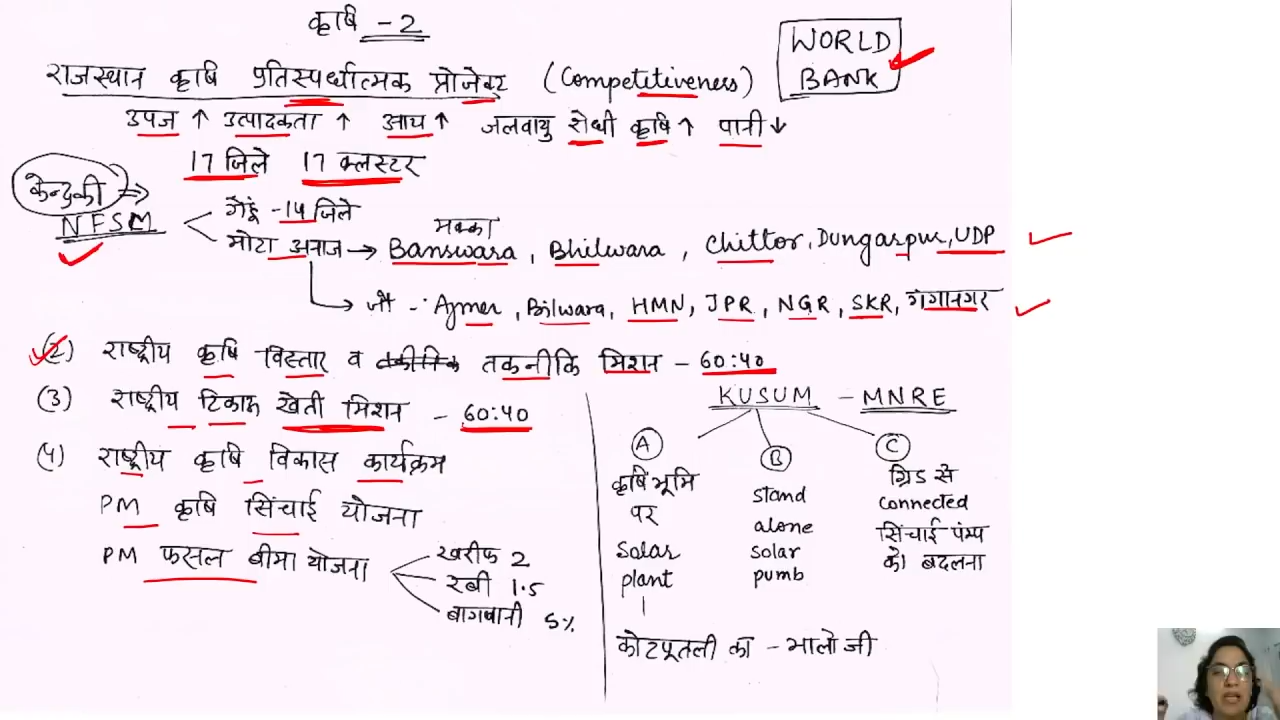 कृषि - 2
WORLD BANK
राजस्थान कृषि प्रतिस्पर्धात्मक प्रोजेक्ट (Competitiveness)
उपज ↑ उत्पादकता ↑ आय ↑ जलवायु रोधी कृषि ↑ पानी ↓
17 जिले 17 क्लस्टर
केन्द्र की ⇒
NFSM
गेहूं - 14 जिले
मक्का
मोटा अनाज → Banswara, Bhilwara, Chittor, Dungarpur, UDP
जौ - Ajmer, Bilwara, HMN, JPR, NGR, SKR, गंगानगर
(2) राष्ट्रीय कृषि विस्तार व तकनीकि मिशन - 60:40
(3) राष्ट्रीय टिकाऊ खेती मिशन - 60:40
(4) राष्ट्रीय कृषि विकास कार्यक्रम
PM कृषि सिंचाई योजना
PM फसल बीमा योजना
खरीफ 2
रबी 1.5
बागवानी 5%
KUSUM - MNRE
A
कृषि भूमि
पर
Solar
plant
कोटपूतली का - भालोजी
B
stand
alone
solar
pumb
C
ग्रिड से
connected
सिंचाई पंम्प
को बदलना